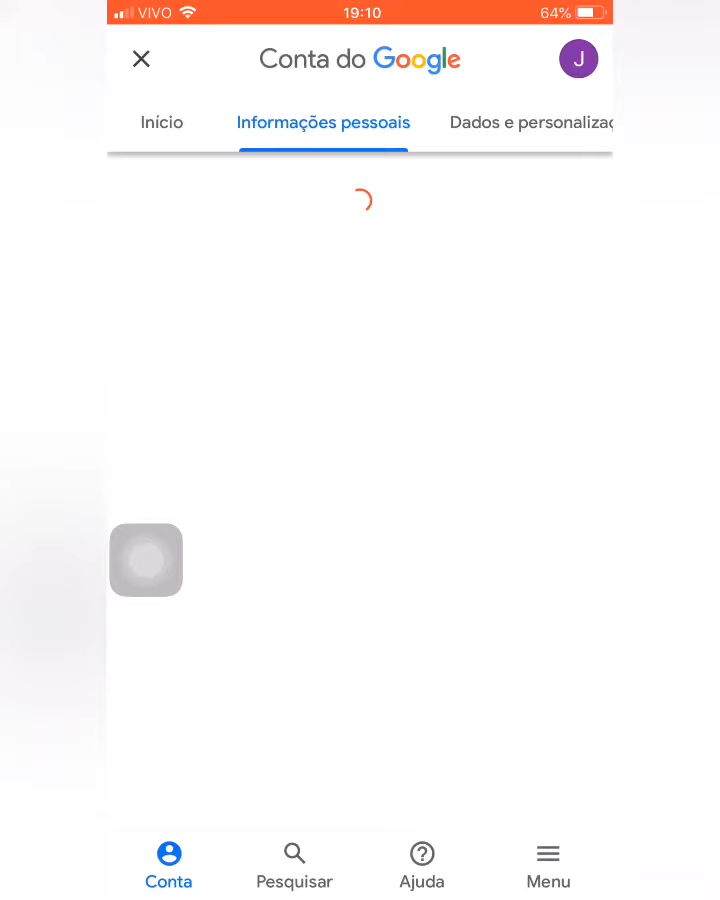 VIVO 19:10 64%
Conta do Google J
Início Informações pessoais Dados e personalizaç
Conta Pesquisar Ajuda Menu